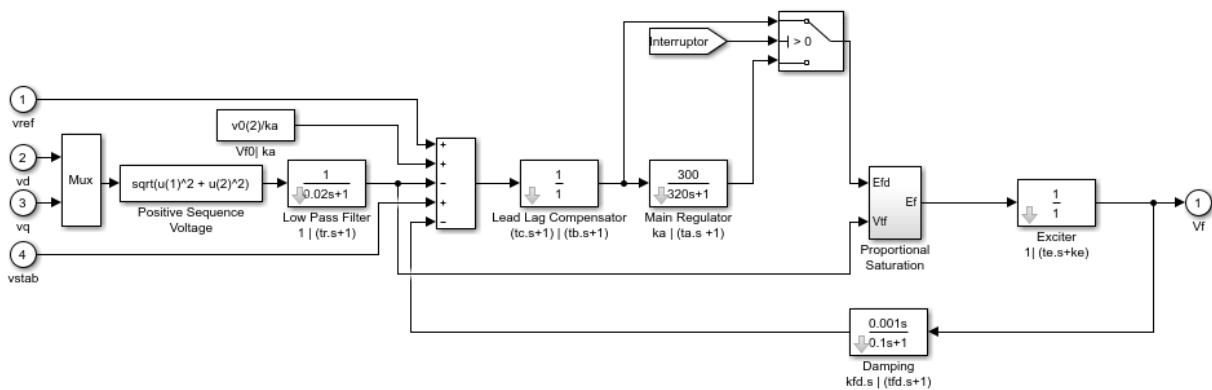 Interruptor
> 0
1
vref
v0(2)/ka
Vf0| ka
+
+
−
+
−
2
vd
3
vq
Mux
sqrt(u(1)^2 + u(2)^2)
Positive Sequence
Voltage
1
0.02s+1
Low Pass Filter
1 | (tr.s+1)
1
1
Lead Lag Compensator
(tc.s+1) | (tb.s+1)
300
320s+1
Main Regulator
ka | (ta.s +1)
Efd
Vtf
Ef
Proportional
Saturation
1
1
Exciter
1| (te.s+ke)
1
Vf
4
vstab
0.001s
0.1s+1
Damping
kfd.s | (tfd.s+1)